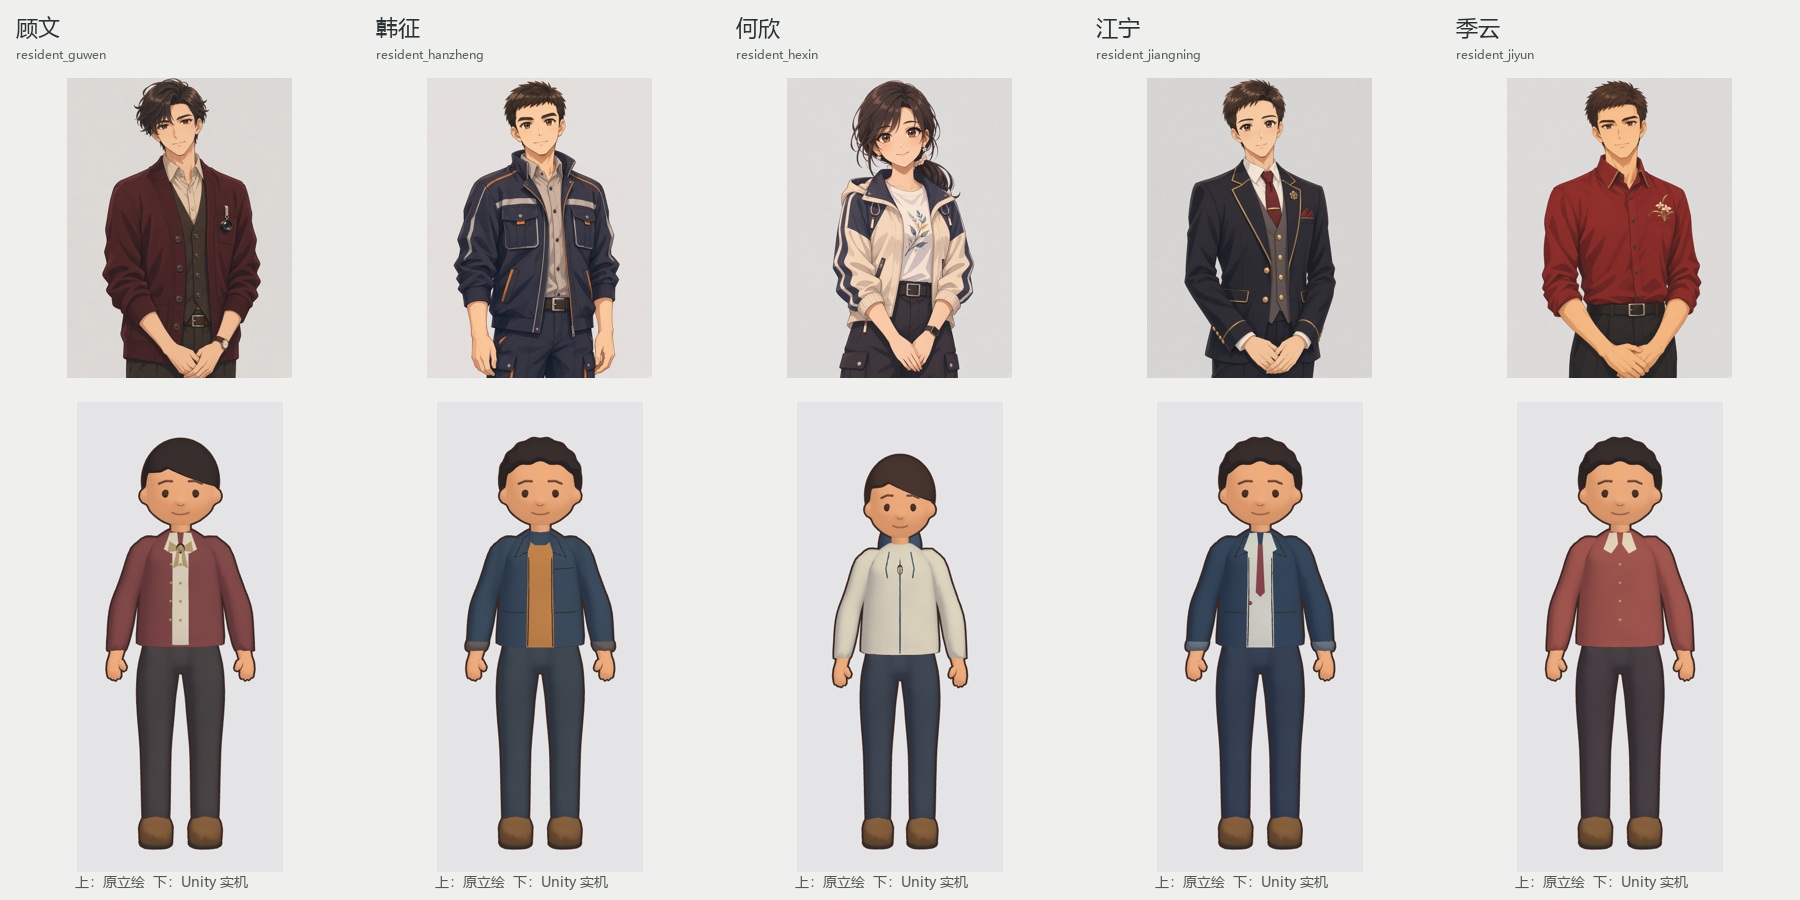 顾文
resident_guwen
韩征
resident_hanzheng
何欣
resident_hexin
江宁
resident_jiangning
季云
resident_jiyun
上：原立绘 下：Unity 实机
上：原立绘 下：Unity 实机
上：原立绘 下：Unity 实机
上：原立绘 下：Unity 实机
上：原立绘 下：Unity 实机